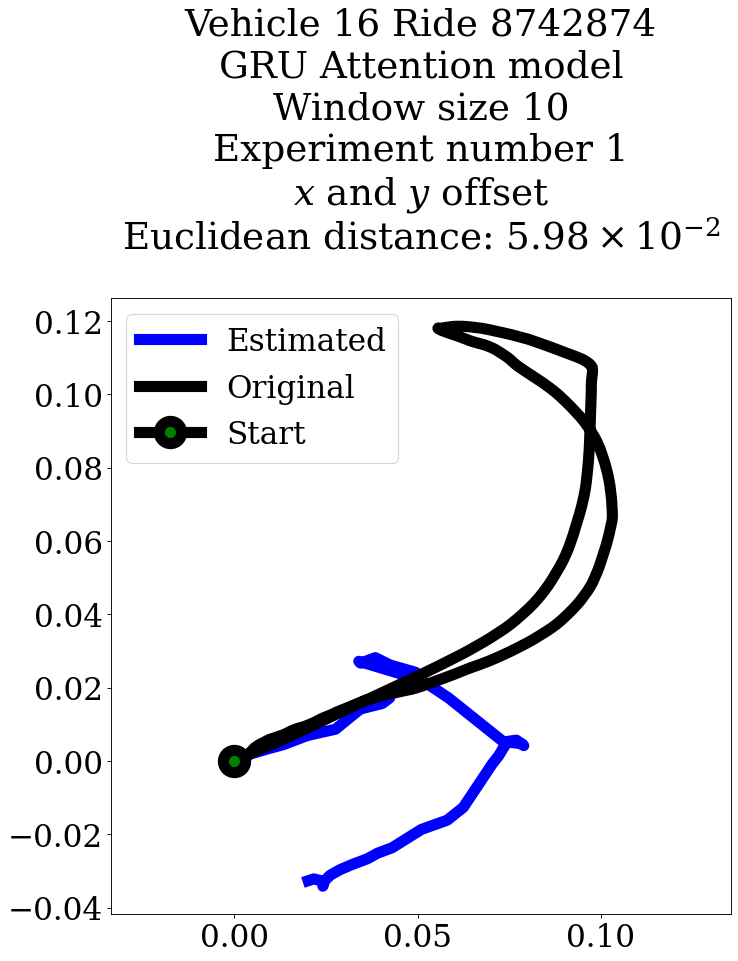 Vehicle 16 Ride 8742874
GRU Attention model
Window size 10
Experiment number 1
x and y offset
Euclidean distance: 5.98 × 10⁻²
Estimated
Original
Start
0.12
0.10
0.08
0.06
0.04
0.02
0.00
−0.02
−0.04
0.00 0.05 0.10